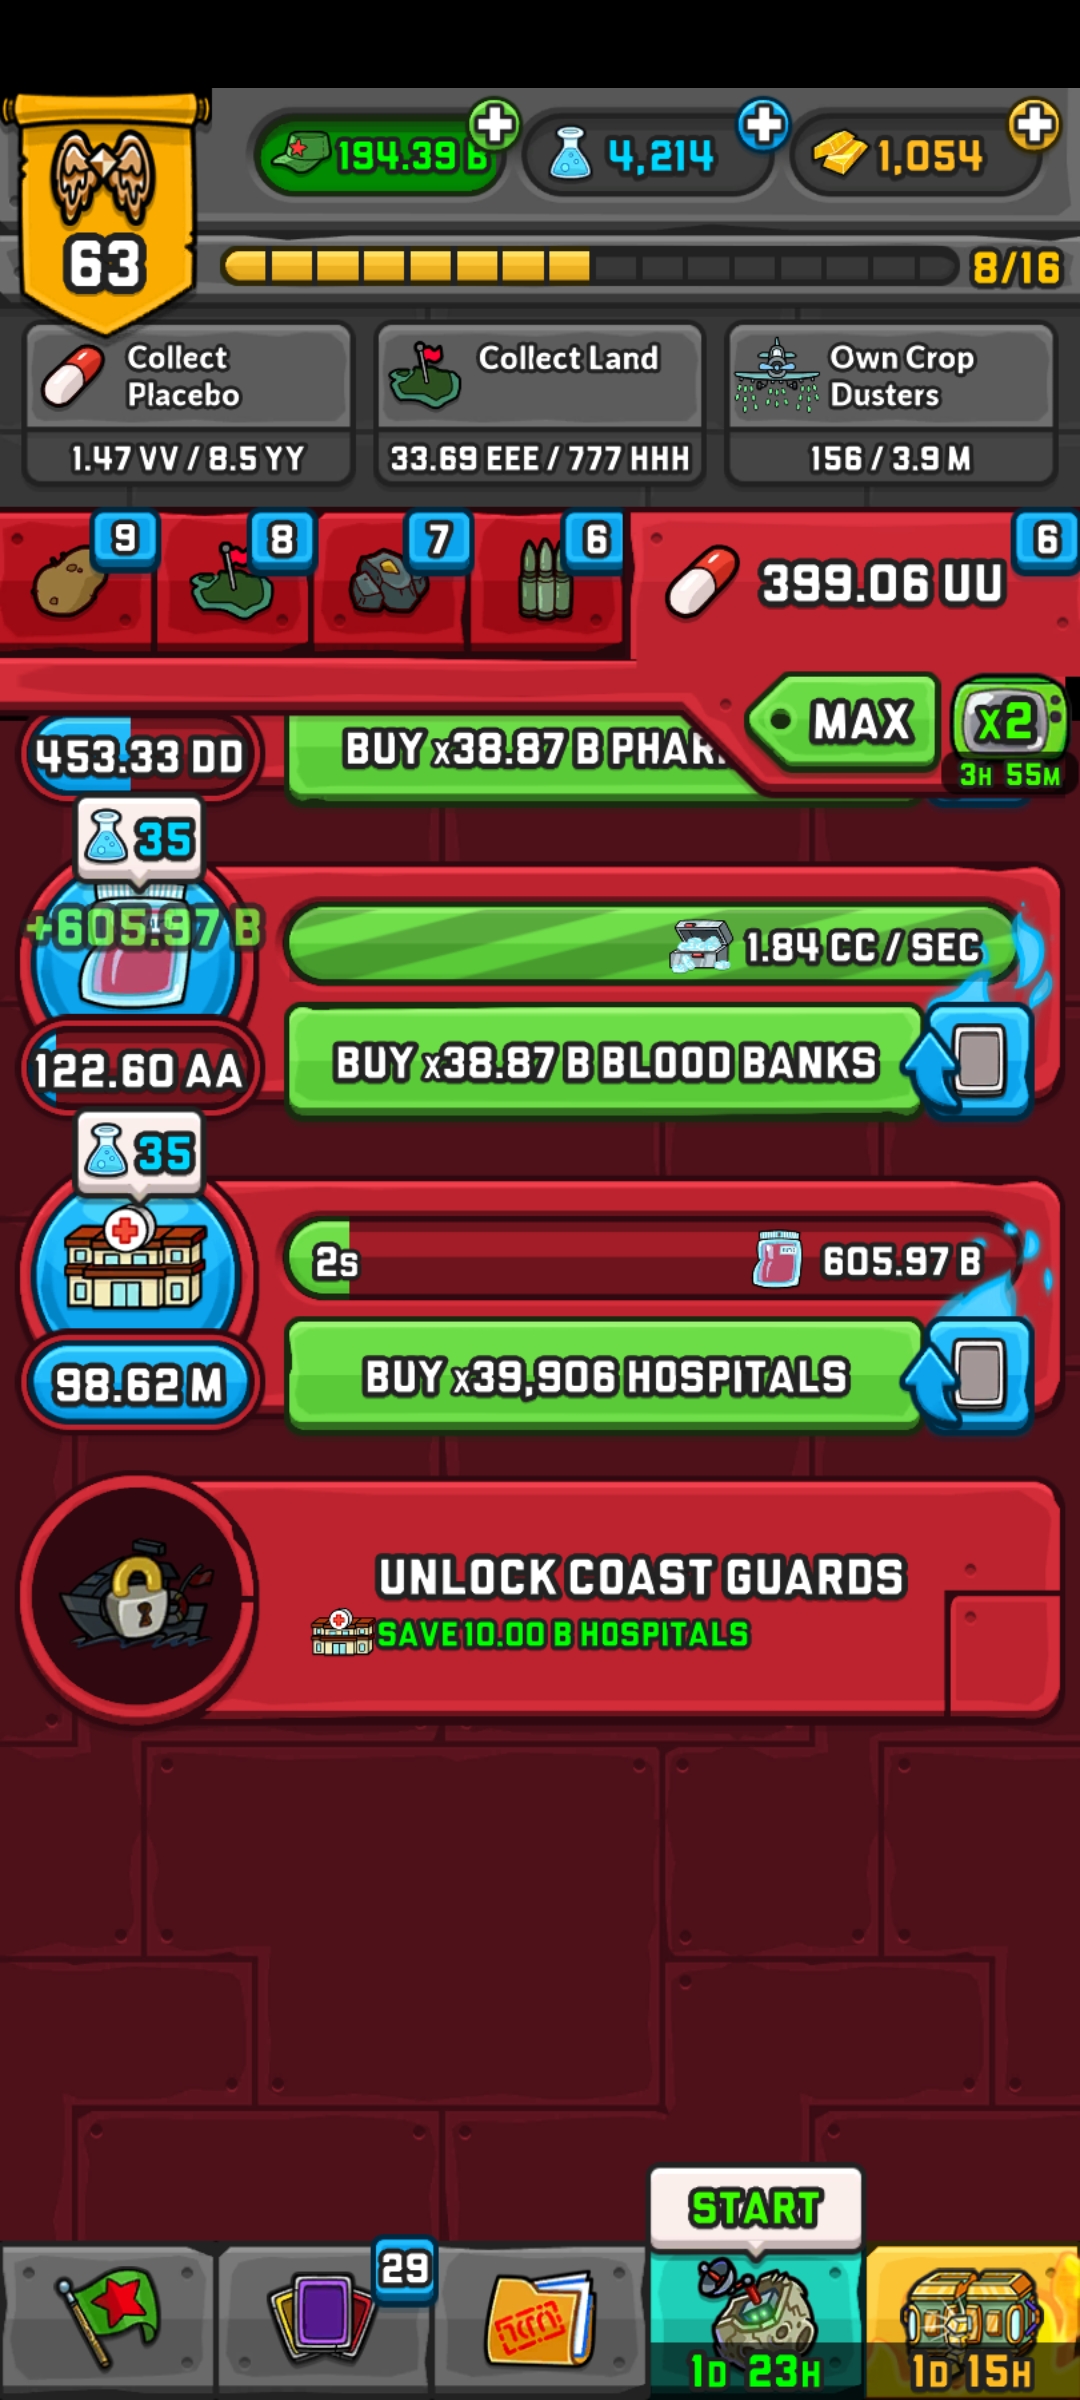 194.39 B
4,214
1,054
63
8/16
Collect
Placebo
Collect Land
Own Crop
Dusters
1.47 VV / 8.5 YY
33.69 EEE / 777 HHH
156 / 3.9 M
9
8
7
6
399.06 UU
6
MAX
x2
3H 55M
453.33 DD
BUY x38.87 B PHAR
35
+605.97 B
1.84 CC / SEC
122.60 AA
BUY x38.87 B BLOOD BANKS
35
2s
605.97 B
98.62 M
BUY x39,906 HOSPITALS
UNLOCK COAST GUARDS
SAVE 10.00 B HOSPITALS
START
29
1D 23H
1D 15H